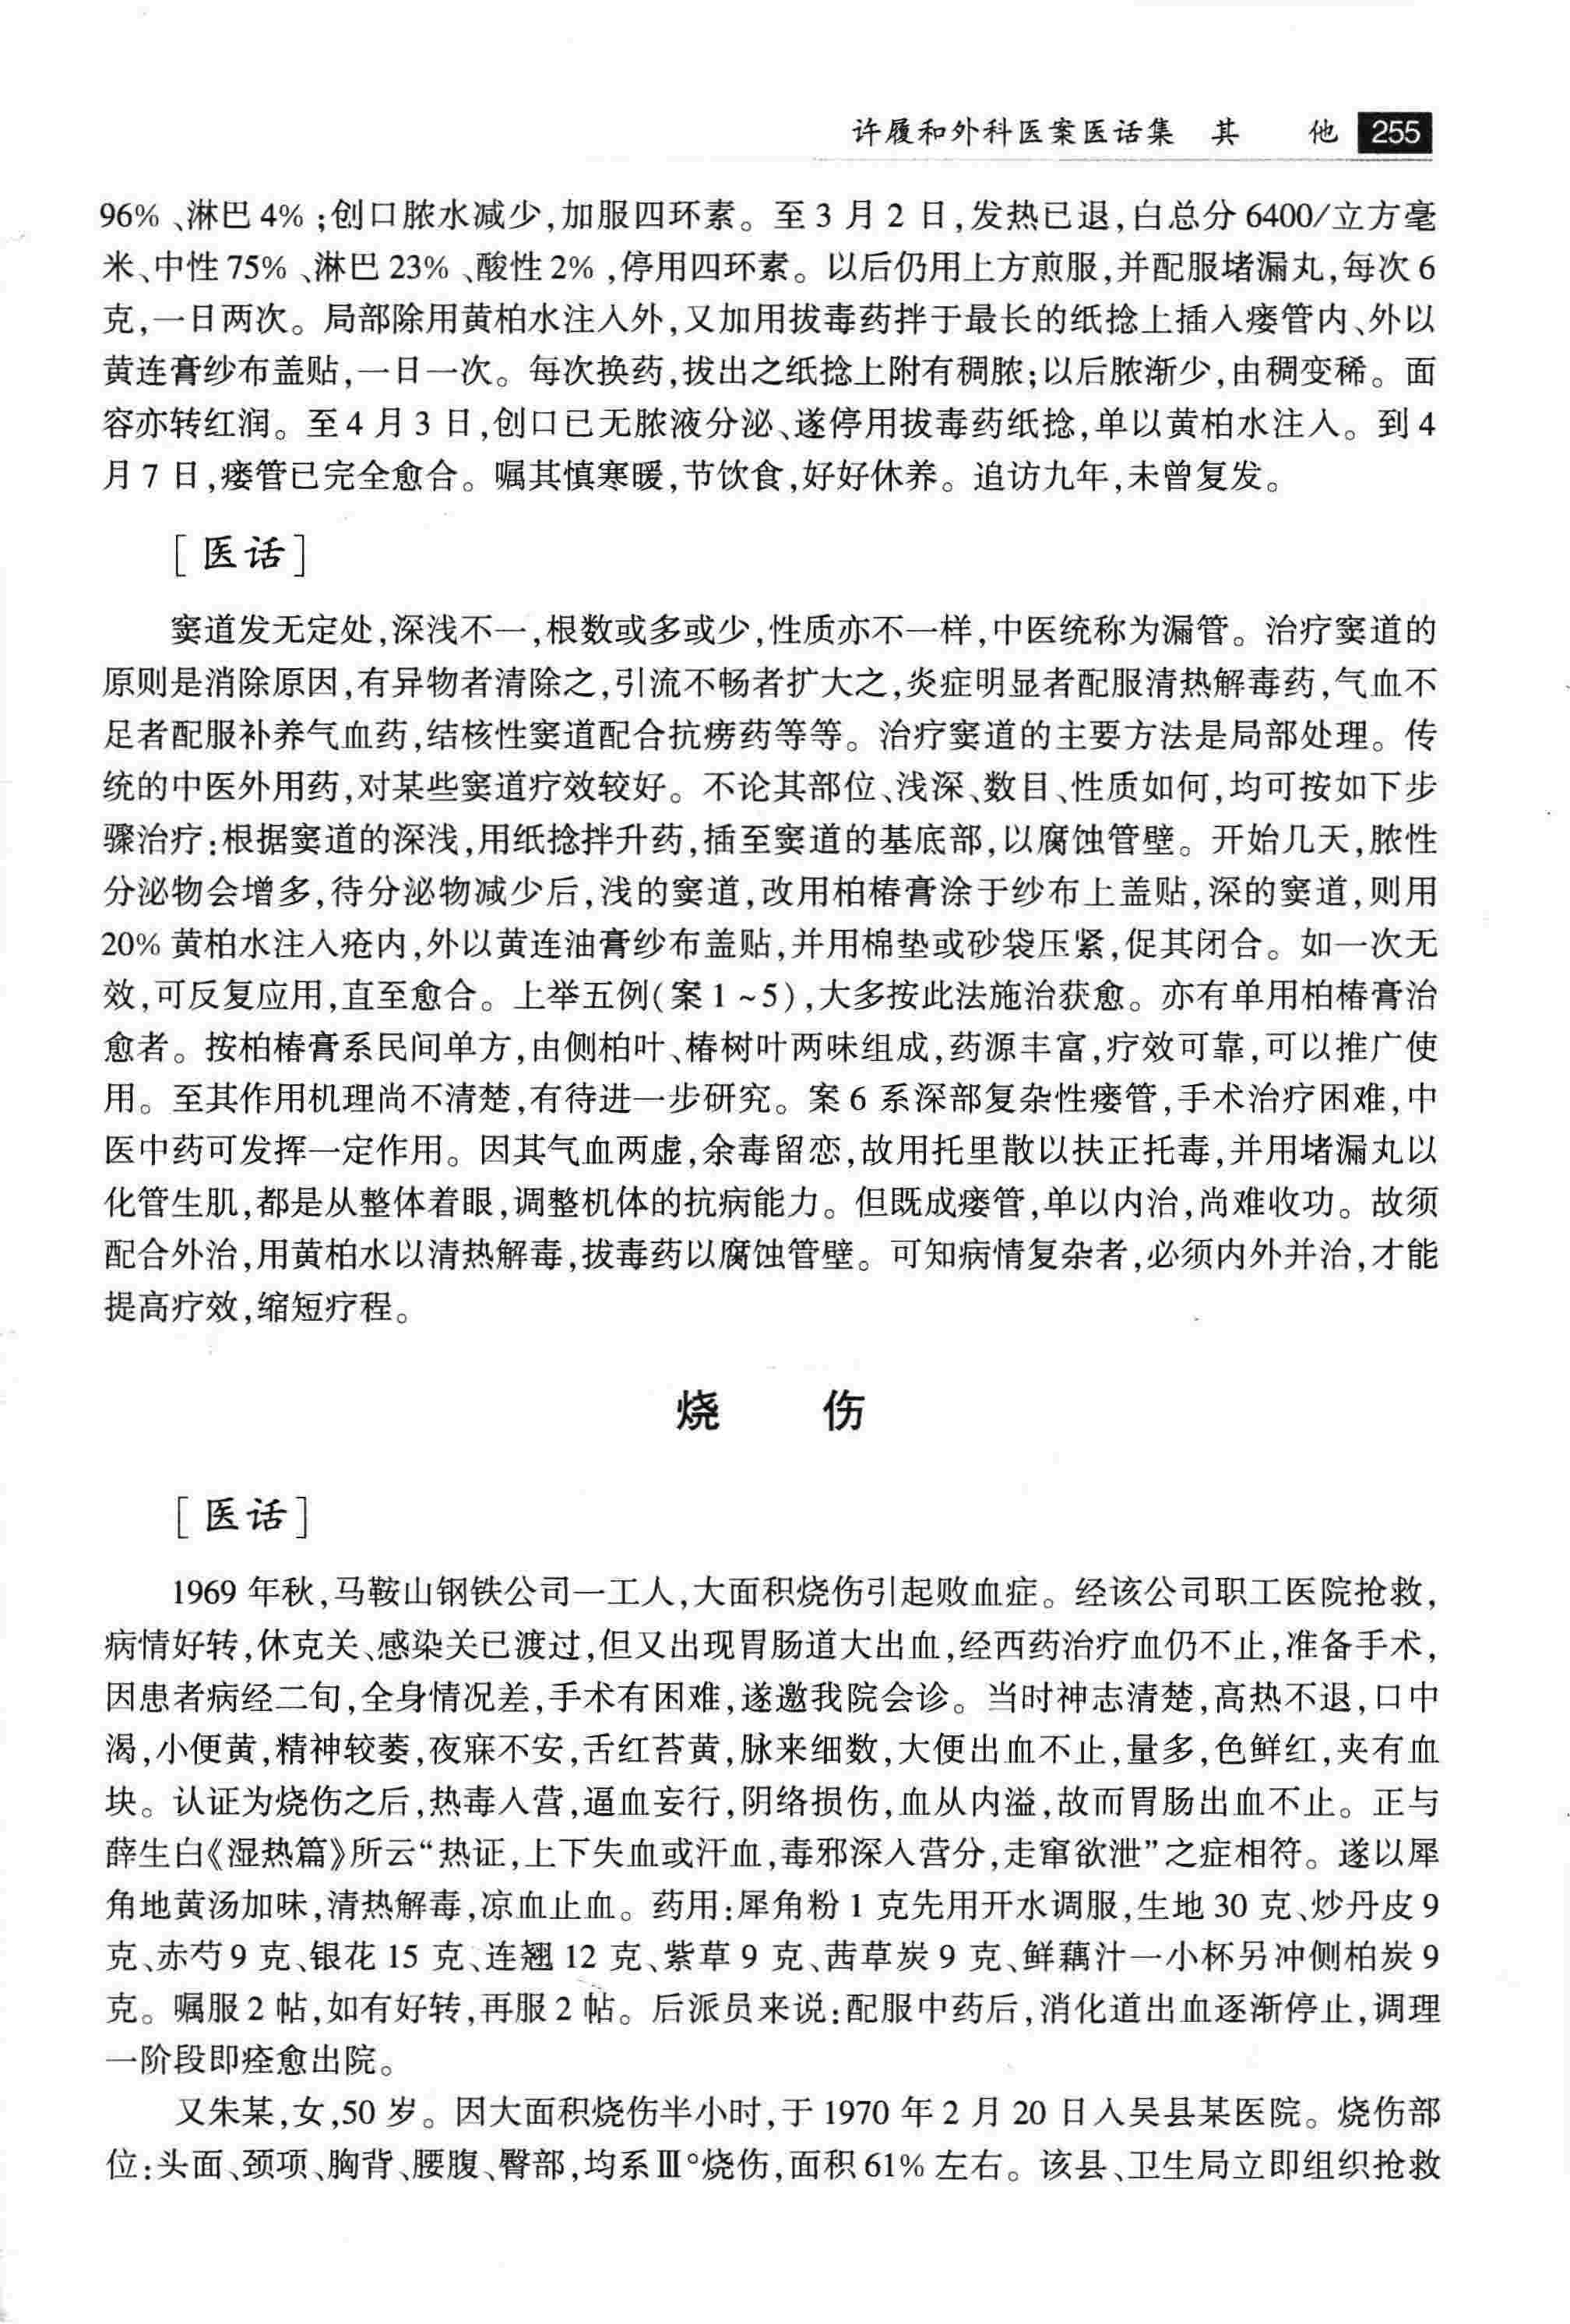 许履和外科医案医话集 其 他 255
96%、淋巴4%;创口脓水减少,加服四环素。至3月2日,发热已退,白总分6400/立方毫
米、中性75%、淋巴23%、酸性2%,停用四环素。以后仍用上方煎服,并配服堵漏丸,每次6
克,一日两次。局部除用黄柏水注入外,又加用拔毒药拌于最长的纸捻上插入瘘管内、外以
黄连膏纱布盖贴,一日一次。每次换药,拔出之纸捻上附有稠脓;以后脓渐少,由稠变稀。面
容亦转红润。至4月3日,创口已无脓液分泌、遂停用拔毒药纸捻,单以黄柏水注入。到4
月7日,瘘管已完全愈合。嘱其慎寒暖,节饮食,好好休养。追访九年,未曾复发。
[医话]
窦道发无定处,深浅不一,根数或多或少,性质亦不一样,中医统称为漏管。治疗窦道的
原则是消除原因,有异物者清除之,引流不畅者扩大之,炎症明显者配服清热解毒药,气血不
足者配服补养气血药,结核性窦道配合抗痨药等等。治疗窦道的主要方法是局部处理。传
统的中医外用药,对某些窦道疗效较好。不论其部位、浅深、数目、性质如何,均可按如下步
骤治疗:根据窦道的深浅,用纸捻拌升药,插至窦道的基底部,以腐蚀管壁。开始几天,脓性
分泌物会增多,待分泌物减少后,浅的窦道,改用柏椿膏涂于纱布上盖贴,深的窦道,则用
20%黄柏水注入疮内,外以黄连油膏纱布盖贴,并用棉垫或砂袋压紧,促其闭合。如一次无
效,可反复应用,直至愈合。上举五例(案1~5),大多按此法施治获愈。亦有单用柏椿膏治
愈者。按柏椿膏系民间单方,由侧柏叶、椿树叶两味组成,药源丰富,疗效可靠,可以推广使
用。至其作用机理尚不清楚,有待进一步研究。案6系深部复杂性瘘管,手术治疗困难,中
医中药可发挥一定作用。因其气血两虚,余毒留恋,故用托里散以扶正托毒,并用堵漏丸以
化管生肌,都是从整体着眼,调整机体的抗病能力。但既成瘘管,单以内治,尚难收功。故须
配合外治,用黄柏水以清热解毒,拔毒药以腐蚀管壁。可知病情复杂者,必须内外并治,才能
提高疗效,缩短疗程。
烧 伤
[医话]
1969年秋,马鞍山钢铁公司一工人,大面积烧伤引起败血症。经该公司职工医院抢救,
病情好转,休克关、感染关已渡过,但又出现胃肠道大出血,经西药治疗血仍不止,准备手术,
因患者病经二旬,全身情况差,手术有困难,遂邀我院会诊。当时神志清楚,高热不退,口中
渴,小便黄,精神较萎,夜寐不安,舌红苔黄,脉来细数,大便出血不止,量多,色鲜红,夹有血
块。认证为烧伤之后,热毒入营,逼血妄行,阴络损伤,血从内溢,故而胃肠出血不止。正与
薛生白《湿热篇》所云“热证,上下失血或汗血,毒邪深入营分,走窜欲泄”之症相符。遂以犀
角地黄汤加味,清热解毒,凉血止血。药用:犀角粉1克先用开水调服,生地30克、炒丹皮9
克、赤芍9克、银花15克、连翘12克、紫草9克、茜草炭9克、鲜藕汁一小杯另冲侧柏炭9
克。嘱服2帖,如有好转,再服2帖。后派员来说:配服中药后,消化道出血逐渐停止,调理
一阶段即痊愈出院。
又朱某,女,50岁。因大面积烧伤半小时,于1970年2月20日入吴县某医院。烧伤部
位:头面、颈项、胸背、腰腹、臀部,均系Ⅲ°烧伤,面积61%左右。该县、卫生局立即组织抢救